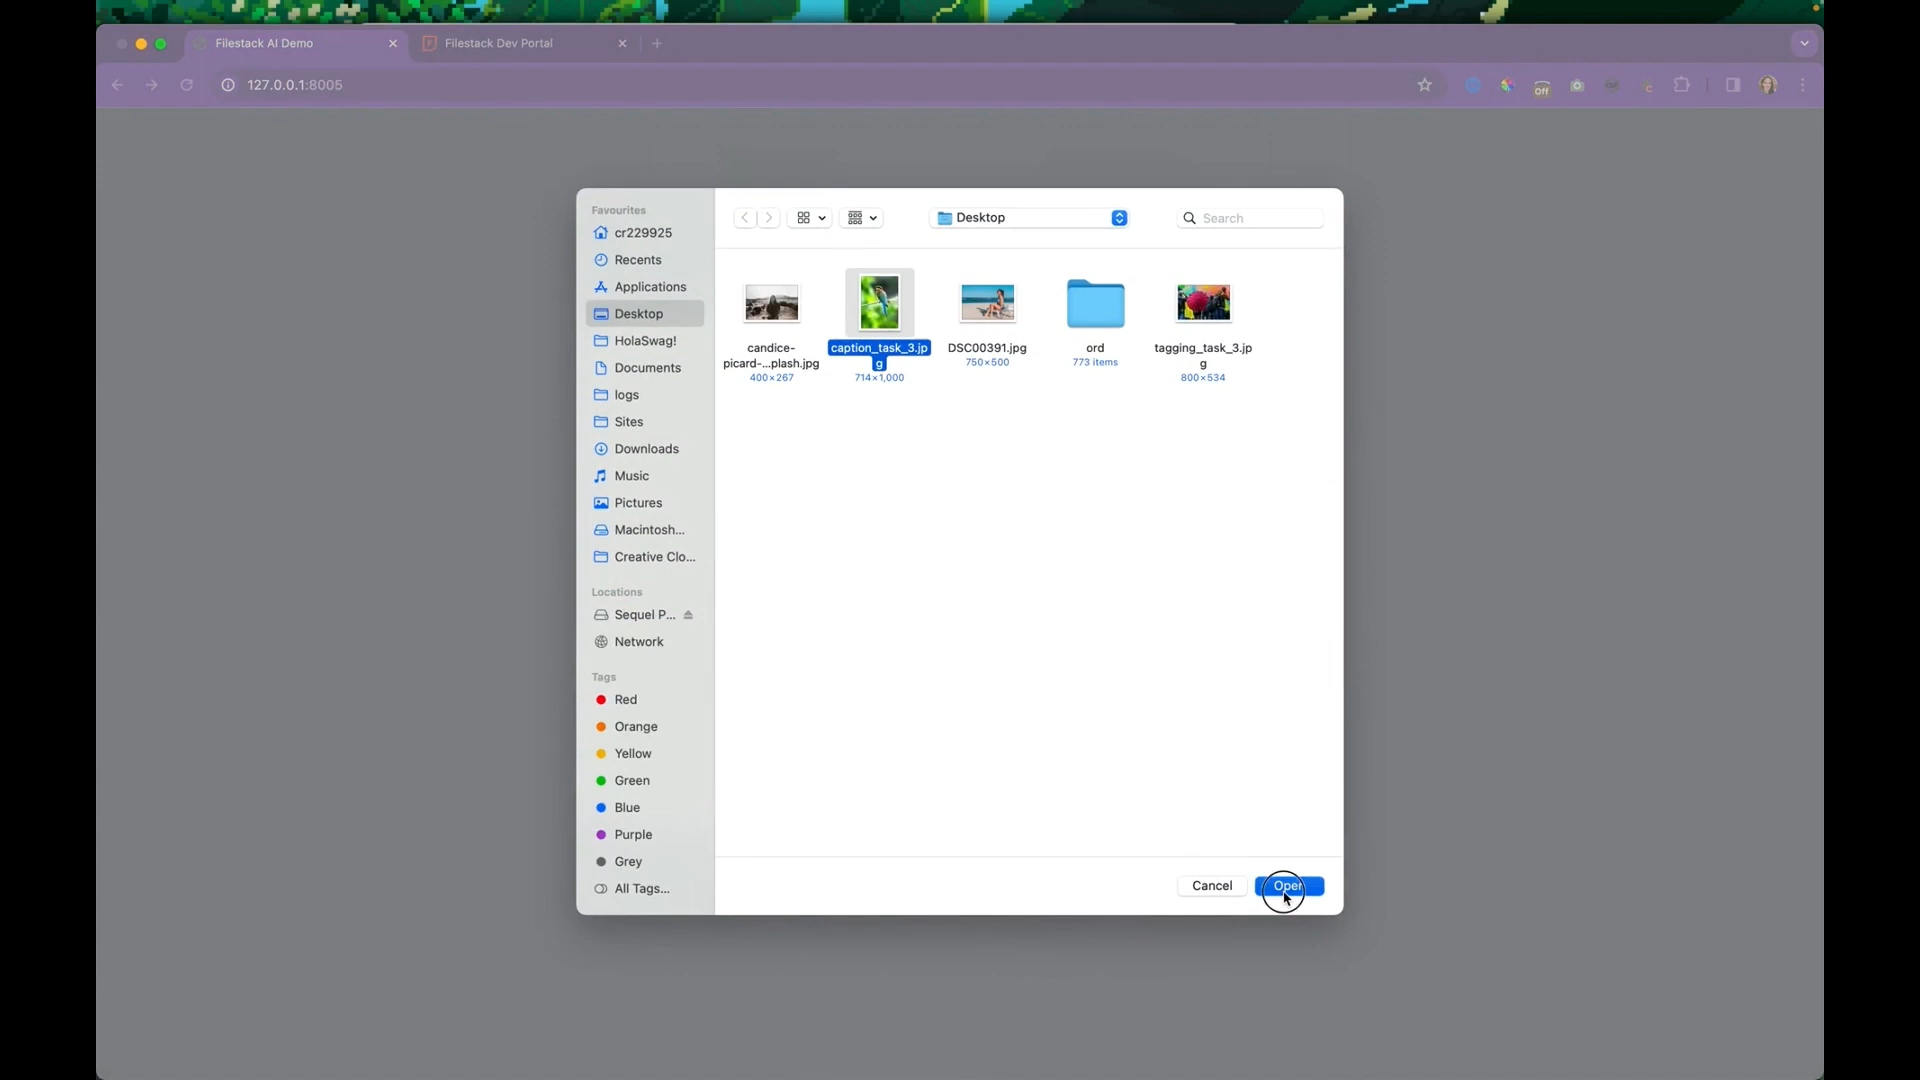 Filestack AI Demo
Filestack Dev Portal
127.0.0.1:8005
Off
Favourites
cr229925
Recents
Applications
Desktop
HolaSwag!
Documents
logs
Sites
Downloads
Music
Pictures
Macintosh...
Creative Clo...
Locations
Sequel P...
Network
Tags
Red
Orange
Yellow
Green
Blue
Purple
Grey
All Tags...
Desktop
Search
candice-
picard-...plash.jpg
400×267
caption_task_3.jp
g
714×1,000
DSC00391.jpg
750×500
ord
773 items
tagging_task_3.jp
g
800×534
Cancel
Open